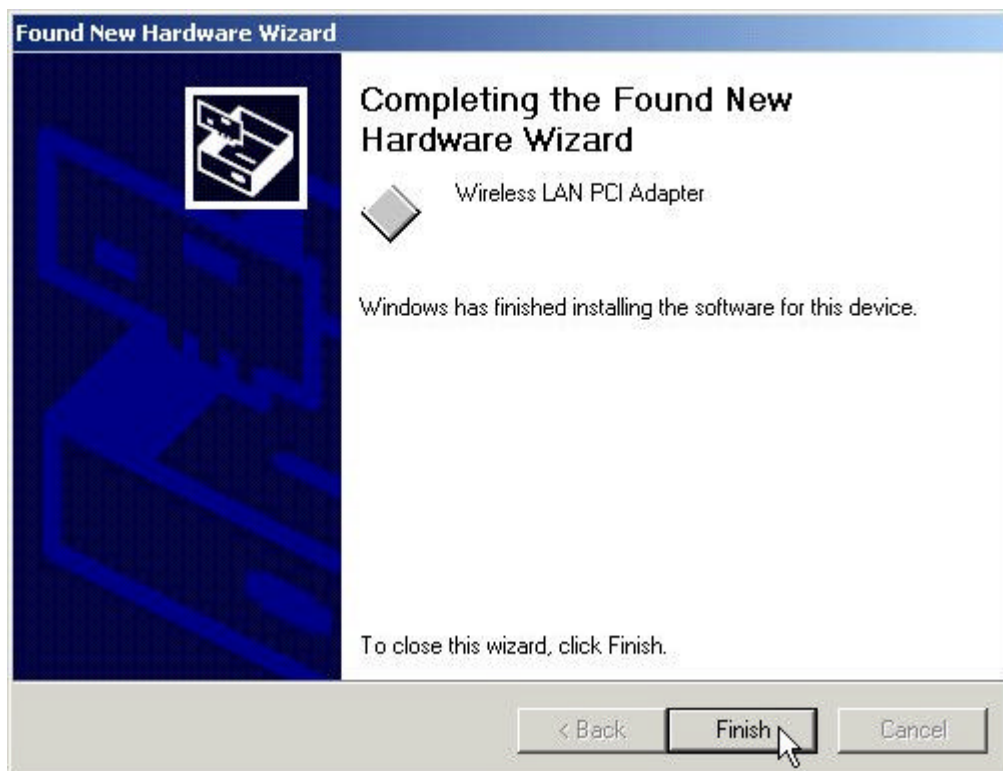 Found New Hardware Wizard
Completing the Found New
Hardware Wizard
Wireless LAN PCI Adapter
Windows has finished installing the software for this device.
To close this wizard, click Finish.
< Back
Finish
Cancel